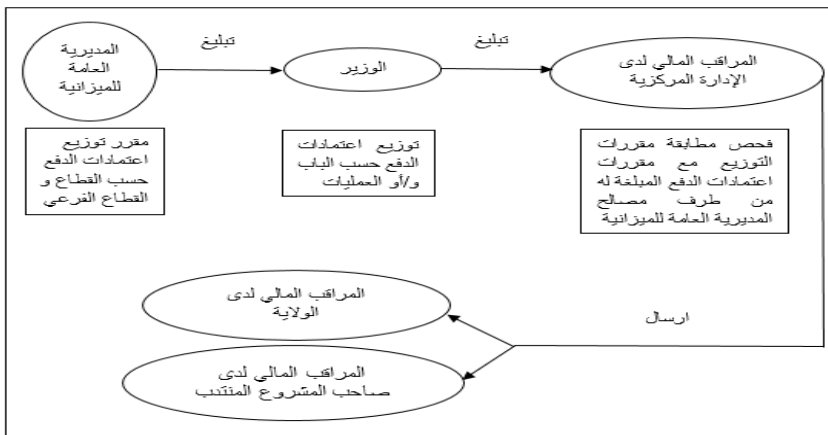 المديرية
العامة
للميزانية
تبليغ
الوزير
تبليغ
المراقب المالي لدى
الإدارة المركزية
مقرر توزيع
اعتمادات الدفع
حسب القطاع و
القطاع الفرعي
توزيع اعتمادات
الدفع حسب الباب
و/أو العمليات
فحص مطابقة مقررات
التوزيع مع مقررات
اعتمادات الدفع المبلغة له
من طرف مصالح
المديرية العامة للميزانية
المراقب المالي لدى
الولاية
ارسال
المراقب المالي لدى
صاحب المشروع المنتدب